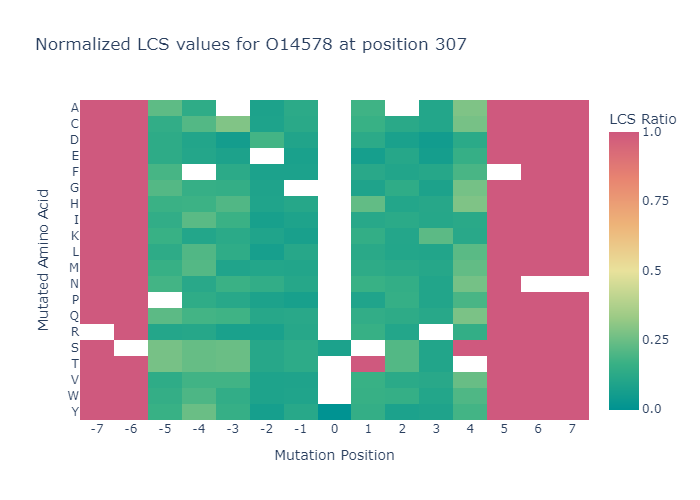 Normalized LCS values for O14578 at position 307
LCS Ratio
1.0
0.75
0.5
0.25
0.0
Mutated Amino Acid
A
C
D
E
F
G
H
I
K
L
M
N
P
Q
R
S
T
V
W
Y
-7 -6 -5 -4 -3 -2 -1 0 1 2 3 4 5 6 7
Mutation Position